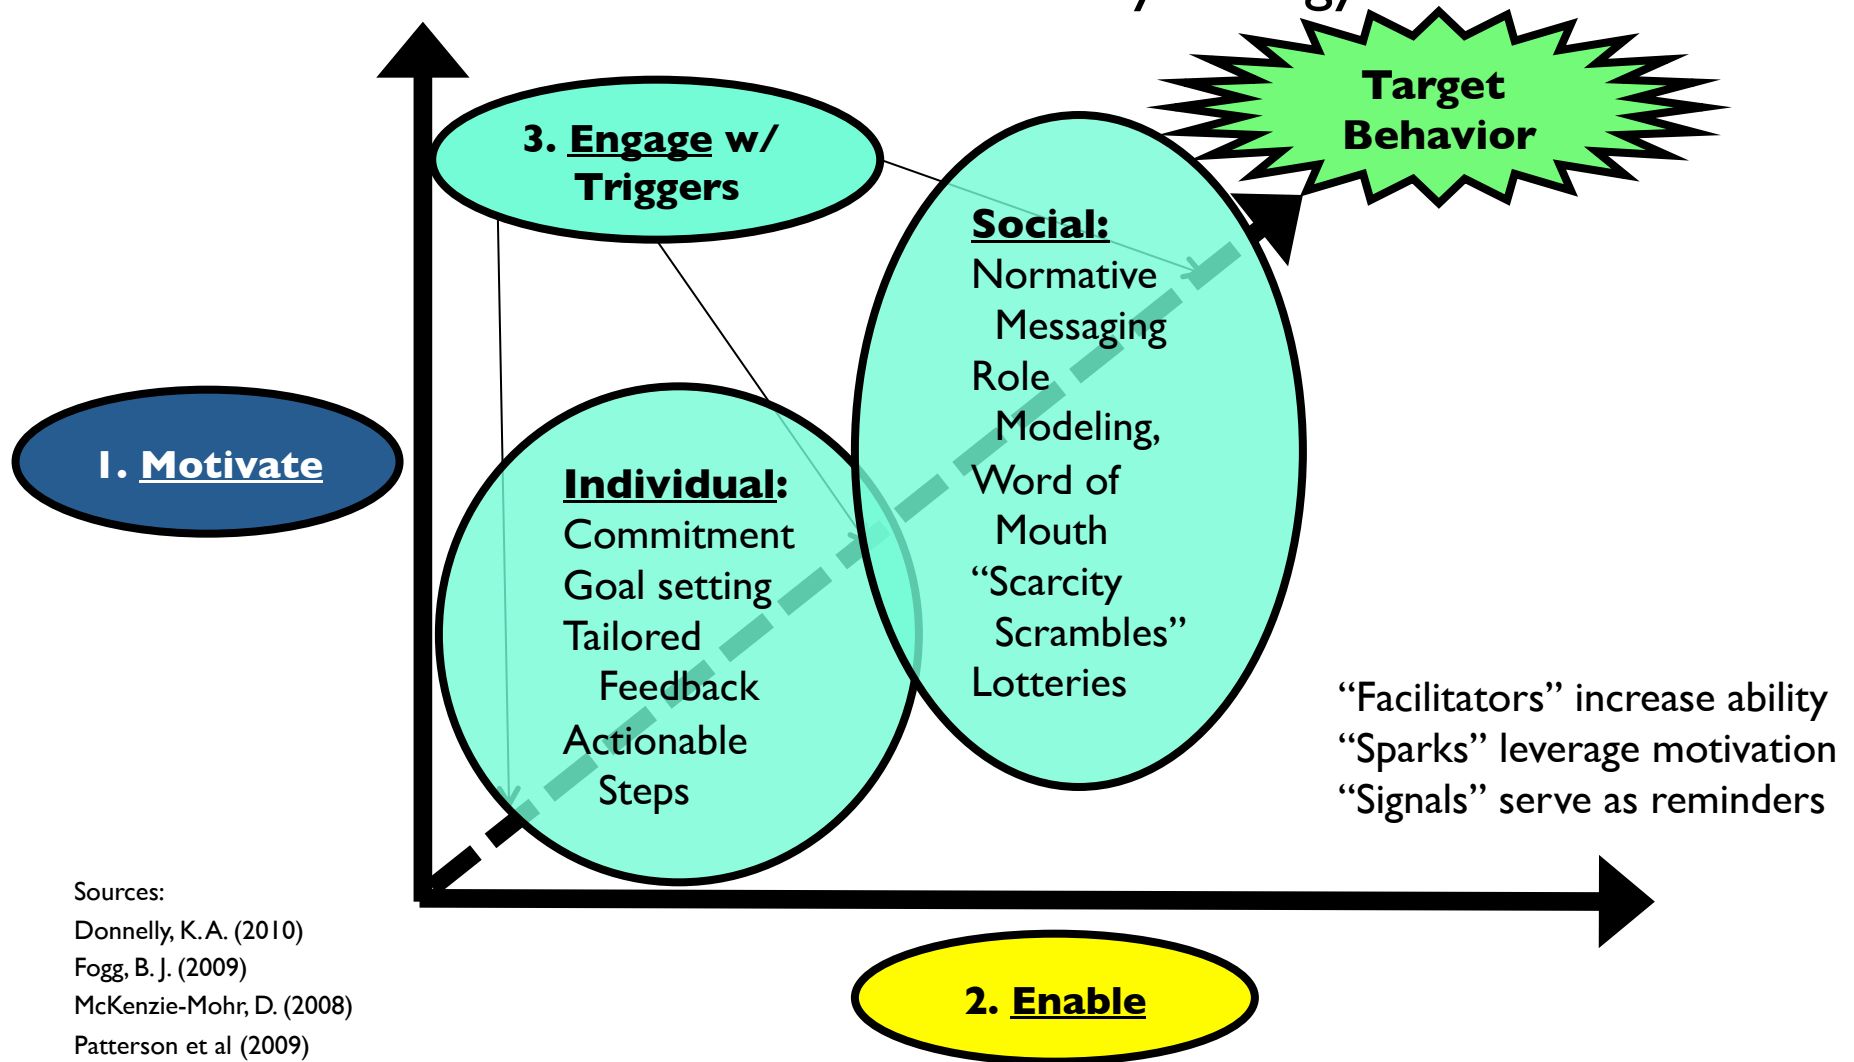 Target
Behavior
3. Engage w/
Triggers
Social:
Normative
Messaging
Role
Modeling,
Word of
Mouth
“Scarcity
Scrambles”
Lotteries
1. Motivate
Individual:
Commitment
Goal setting
Tailored
Feedback
Actionable
Steps
“Facilitators” increase ability
“Sparks” leverage motivation
“Signals” serve as reminders
Sources:
Donnelly, K.A. (2010)
Fogg, B. J. (2009)
McKenzie-Mohr, D. (2008)
Patterson et al (2009)
2. Enable